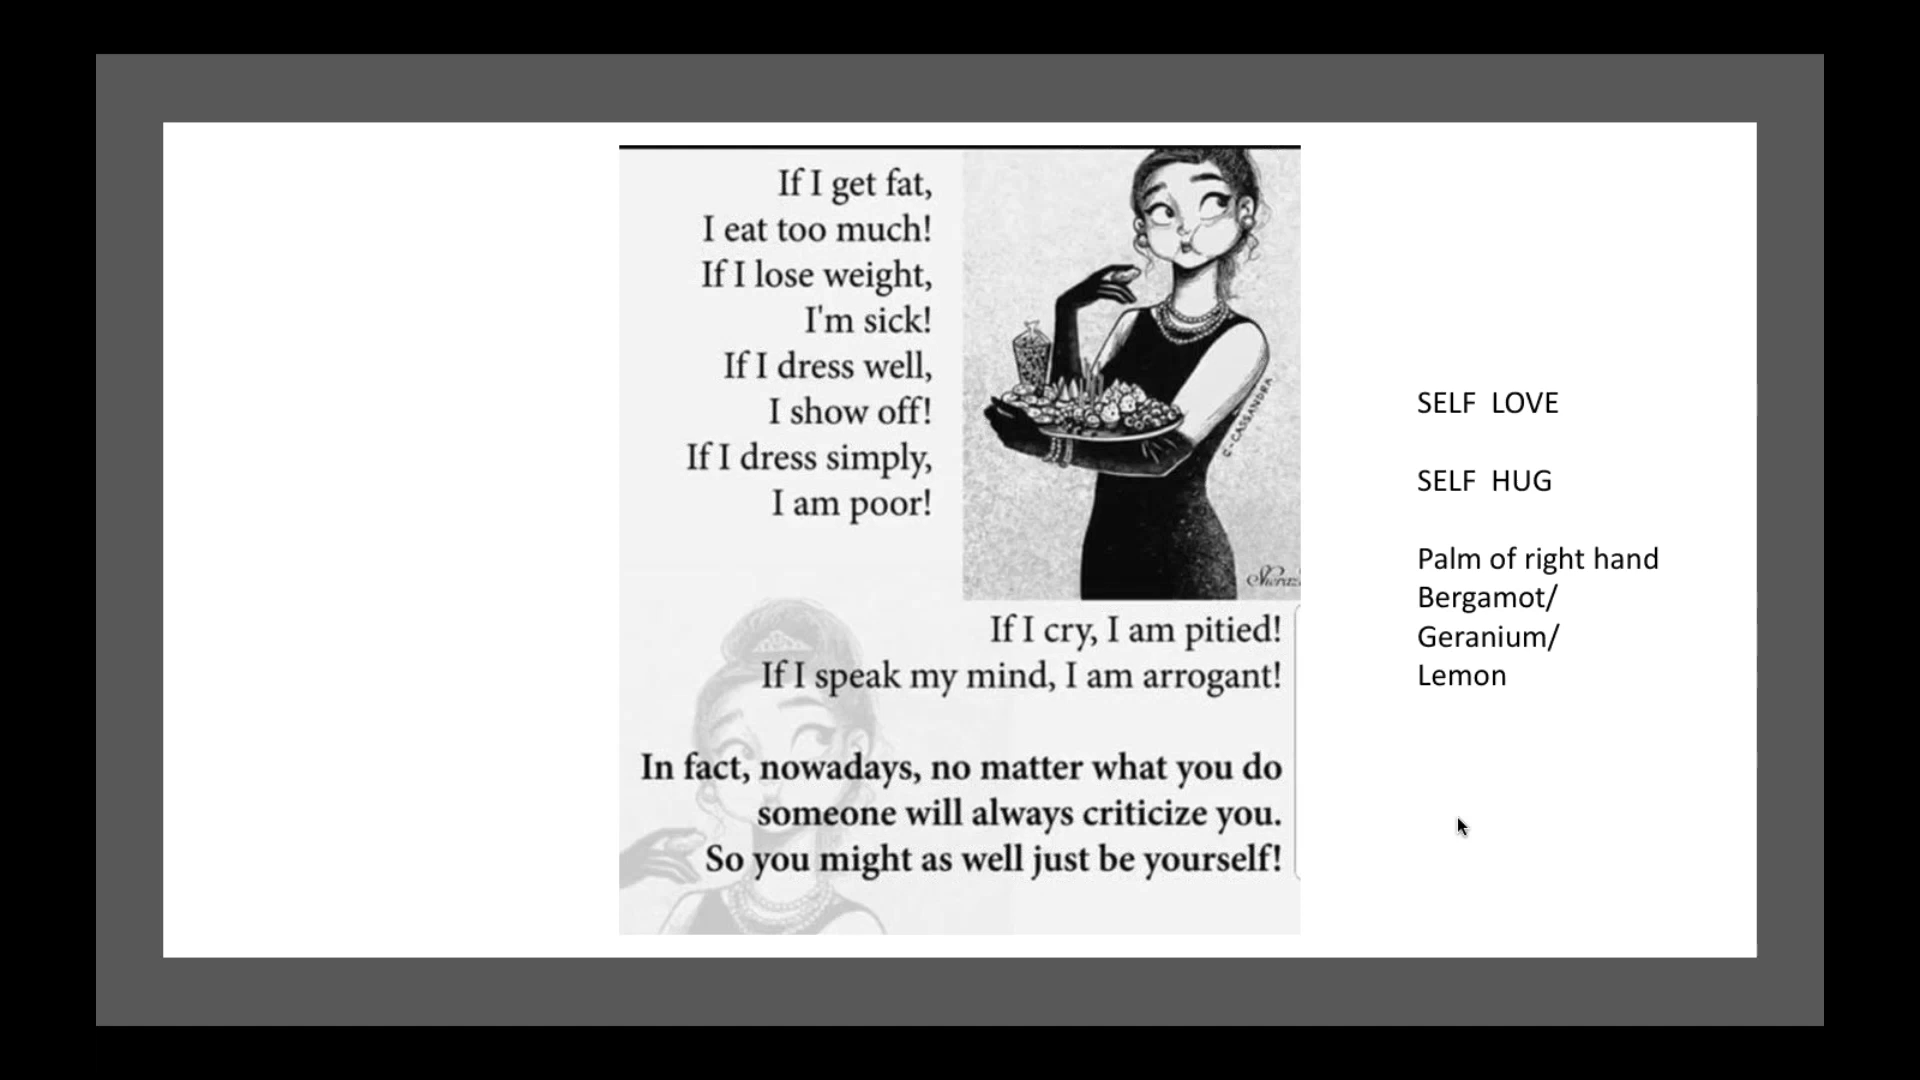 If I get fat,
I eat too much!
If I lose weight,
I'm sick!
If I dress well,
I show off!
If I dress simply,
I am poor!
C-CASSANDRA
If I cry, I am pitied!
If I speak my mind, I am arrogant!
In fact, nowadays, no matter what you do
someone will always criticize you.
So you might as well just be yourself!
SELF LOVE
SELF HUG
Palm of right hand
Bergamot/
Geranium/
Lemon